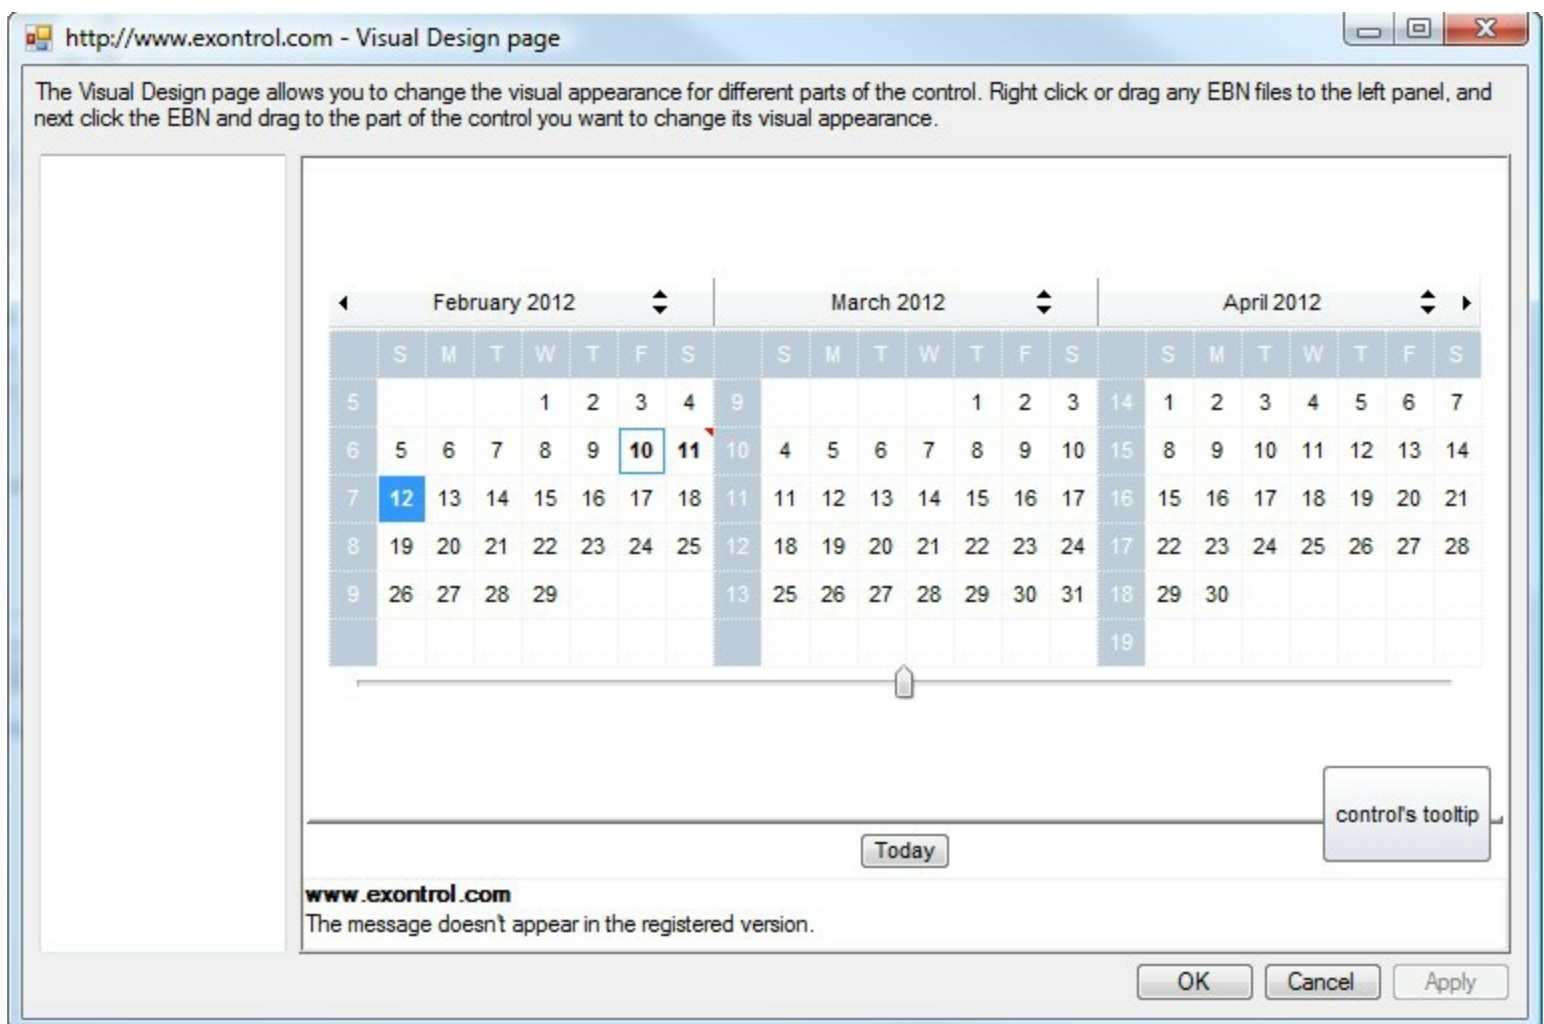 http://www.exontrol.com - Visual Design page
The Visual Design page allows you to change the visual appearance for different parts of the control. Right click or drag any EBN files to the left panel, and
next click the EBN and drag to the part of the control you want to change its visual appearance.
February 2012 March 2012 April 2012
S M T W T F S S M T W T F S S M T W T F S
5 1 2 3 4 9 1 2 3 14 1 2 3 4 5 6 7
6 5 6 7 8 9 10 11 10 4 5 6 7 8 9 10 15 8 9 10 11 12 13 14
7 12 13 14 15 16 17 18 11 11 12 13 14 15 16 17 16 15 16 17 18 19 20 21
8 19 20 21 22 23 24 25 12 18 19 20 21 22 23 24 17 22 23 24 25 26 27 28
9 26 27 28 29 13 25 26 27 28 29 30 31 18 29 30
19
control's tooltip
Today
www.exontrol.com
The message doesn't appear in the registered version.
OK Cancel Apply